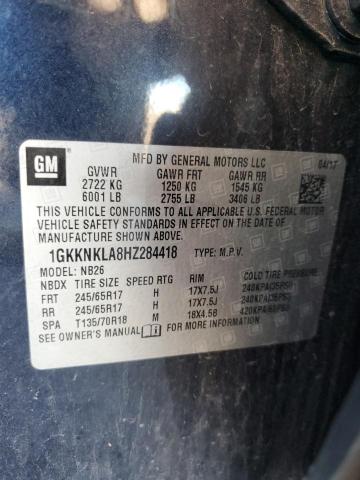 GM
MFD BY GENERAL MOTORS LLC 04/17
GVWR GAWR FRT GAWR RR
2722 KG 1250 KG 1545 KG
6001 LB 2755 LB 3406 LB
THIS VEHICLE CONFORMS TO ALL APPLICABLE U.S. FEDERAL MOTOR
VEHICLE SAFETY STANDARDS IN EFFECT ON THE DATE OF
MANUFACTURE SHOWN ABOVE.
1GKKNKLA8HZ284418 TYPE: M.P.V.
MODEL: NB26
NBDX TIRE SIZE SPEED RTG RIM COLD TIRE PRESSURE
FRT 245/65R17 H 17X7.5J 240KPA(35PSI)
RR 245/65R17 H 17X7.5J 240KPA(35PSI)
SPA T135/70R18 M 18X4.5B 420KPA(60PSI)
SEE OWNER'S MANUAL